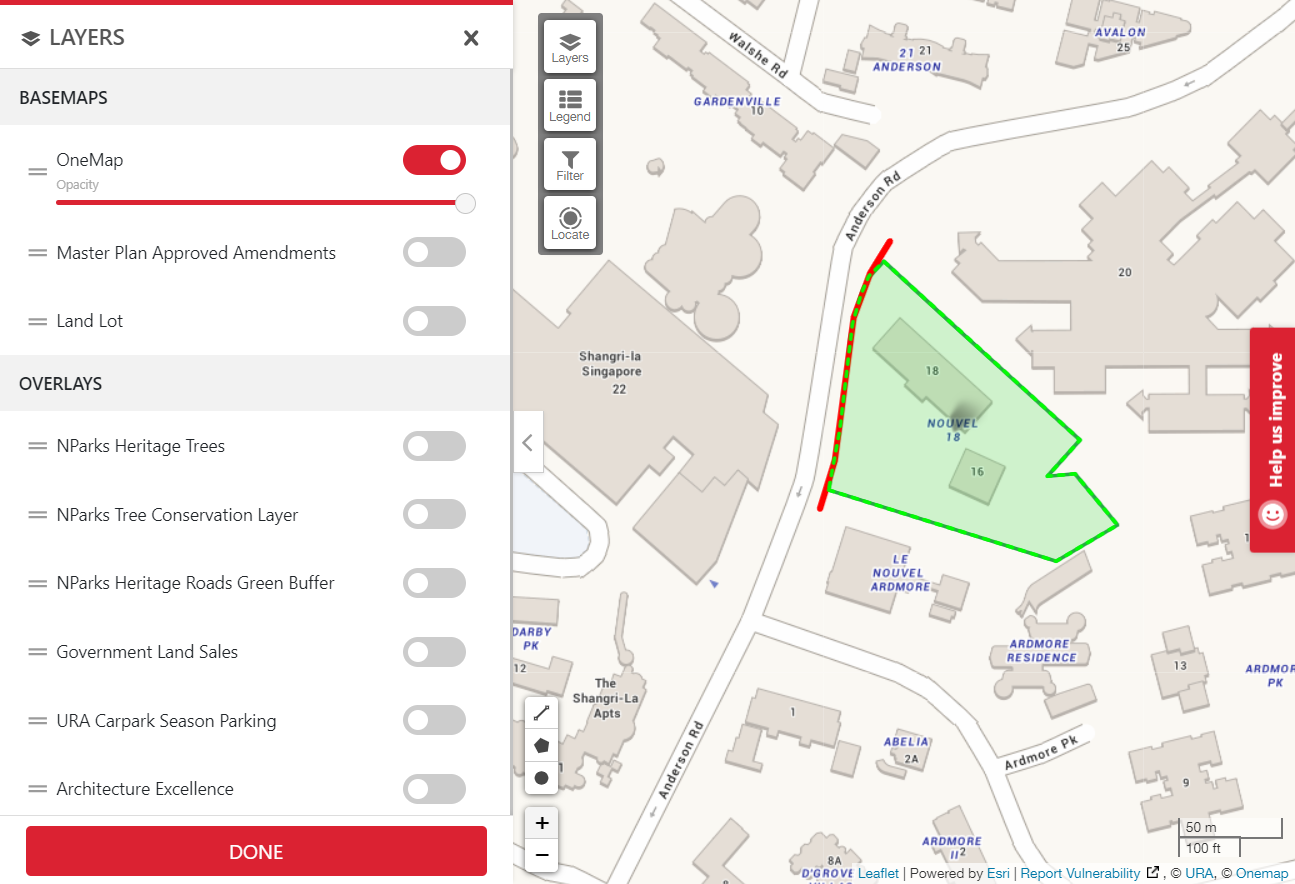 LAYERS
BASEMAPS
OneMap
Opacity
Master Plan Approved Amendments
Land Lot
OVERLAYS
NParks Heritage Trees
NParks Tree Conservation Layer
NParks Heritage Roads Green Buffer
Government Land Sales
URA Carpark Season Parking
Architecture Excellence
DONE
Layers
Legend
Filter
Locate
Walshe Rd
21 21
ANDERSON
AVALON
25
GARDENVILLE
10
Anderson Rd
20
Shangri-la
Singapore
22
18
NOUVEL
18
16
Help us improve
LE
NOUVEL
ARDMORE
DARBY
PK
12
The
Shangri-La
Apts
1
ARDMORE
RESIDENCE
13
ARDMOR
PK
1
1
Anderson Rd
ABELIA
2A
Ardmore Pk
9
ARDMORE
II 2
8A
D'GROVE
+
−
50 m
100 ft
Leaflet | Powered by Esri | Report Vulnerability , © URA, © Onemap